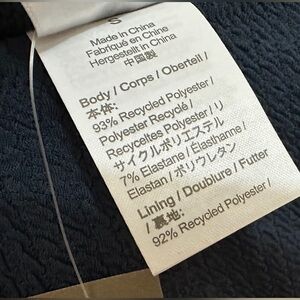 S
Made in China
Fabriqué en Chine
Hergestellt in China
中国製
Body / Corps / Oberteil /
本体:
93% Recycled Polyester /
Polyester Recyclé /
Recyceltes Polyester / リ
サイクルポリエステル
7% Elastane / Élasthanne /
Elastan / ポリウレタン
Lining / Doublure / Futter
/ 裏地:
92% Recycled Polyester /